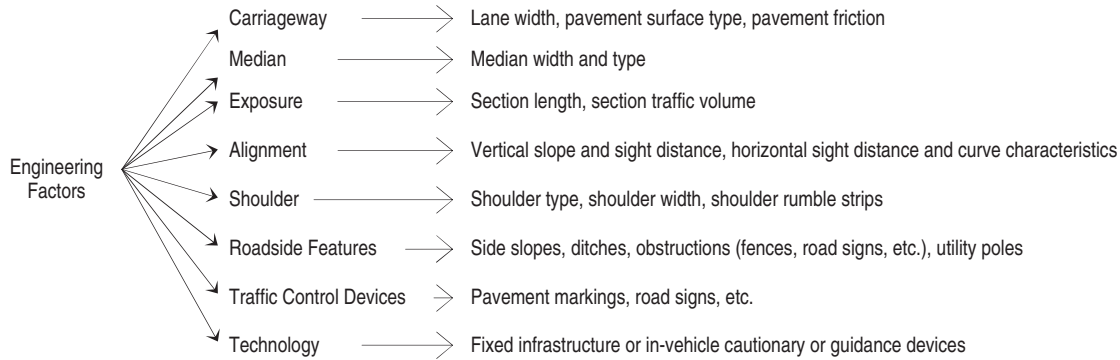 Carriageway Lane width, pavement surface type, pavement friction
Median Median width and type
Exposure Section length, section traffic volume
Alignment Vertical slope and sight distance, horizontal sight distance and curve characteristics
Engineering
Factors
Shoulder Shoulder type, shoulder width, shoulder rumble strips
Roadside Features Side slopes, ditches, obstructions (fences, road signs, etc.), utility poles
Traffic Control Devices Pavement markings, road signs, etc.
Technology Fixed infrastructure or in-vehicle cautionary or guidance devices